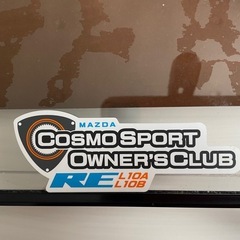 MAZDA
COSMO SPORT
OWNER'S CLUB
RE L10A
L10B